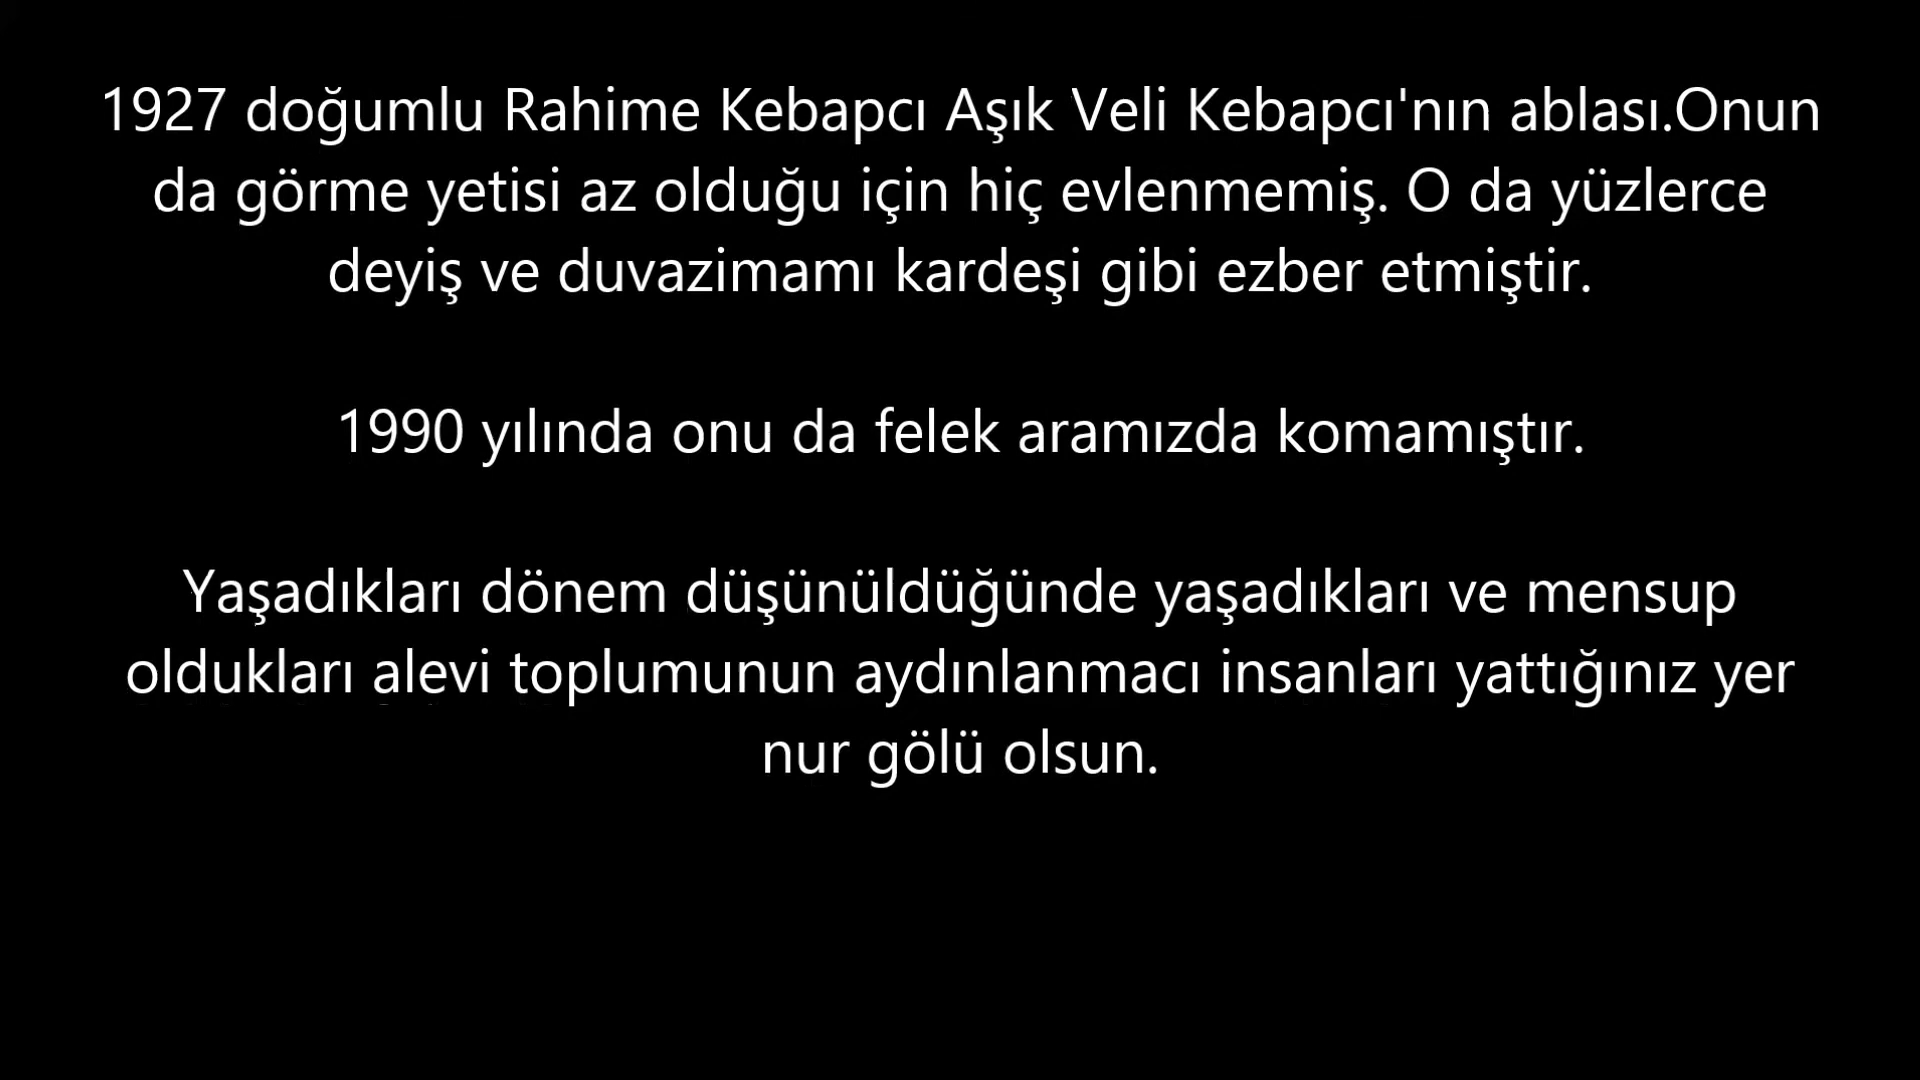 1927 doğumlu Rahime Kebapcı Aşık Veli Kebapcı'nın ablası.Onun
da görme yetisi az olduğu için hiç evlenmemiş. O da yüzlerce
deyiş ve duvazimamı kardeşi gibi ezber etmiştir.
1990 yılında onu da felek aramızda komamıştır.
Yaşadıkları dönem düşünüldüğünde yaşadıkları ve mensup
oldukları alevi toplumunun aydınlanmacı insanları yattığınız yer
nur gölü olsun.